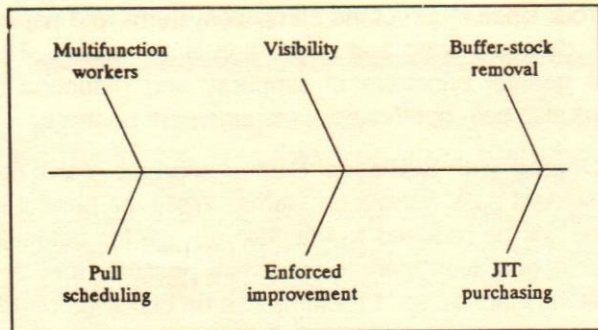 Multifunction
workers
Visibility
Buffer-stock
removal
Pull
scheduling
Enforced
improvement
JIT
purchasing